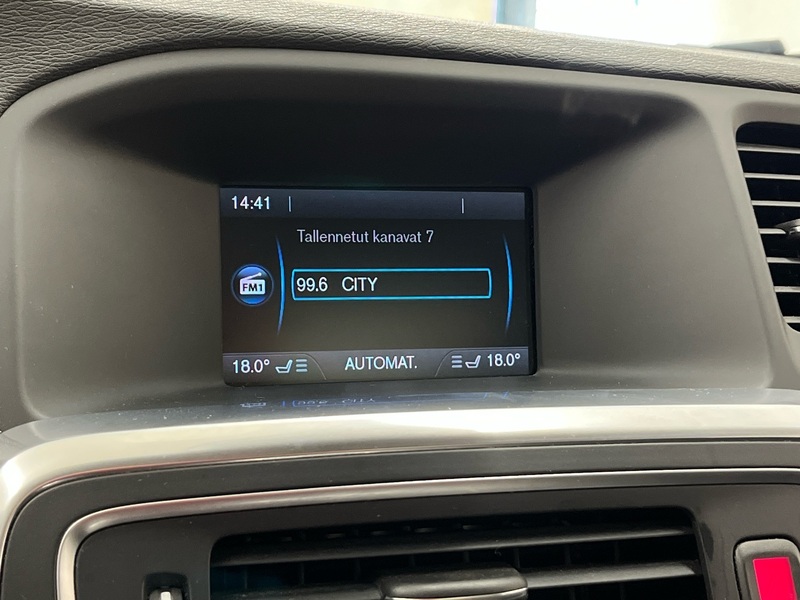 14:41
Tallennetut kanavat 7
FM1
99.6 CITY
18.0° AUTOMAT. 18.0°